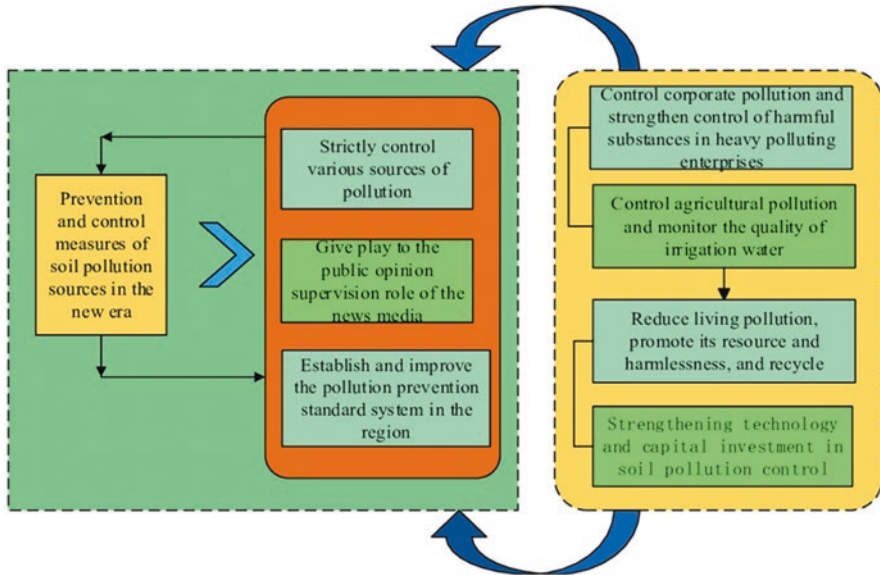 Prevention
and control
measures of
soil pollution
sources in the
new era
Strictly control
various sources of
pollution
Give play to the
public opinion
supervision role of the
news media
Establish and improve
the pollution prevention
standard system in the
region
Control corporate pollution and
strengthen control of harmful
substances in heavy polluting
enterprises
Control agricultural pollution
and monitor the quality of
irrigation water
Reduce living pollution,
promote its resource and
harmlessness, and recycle
Strengthening technology
and capital investment in
soil pollution control